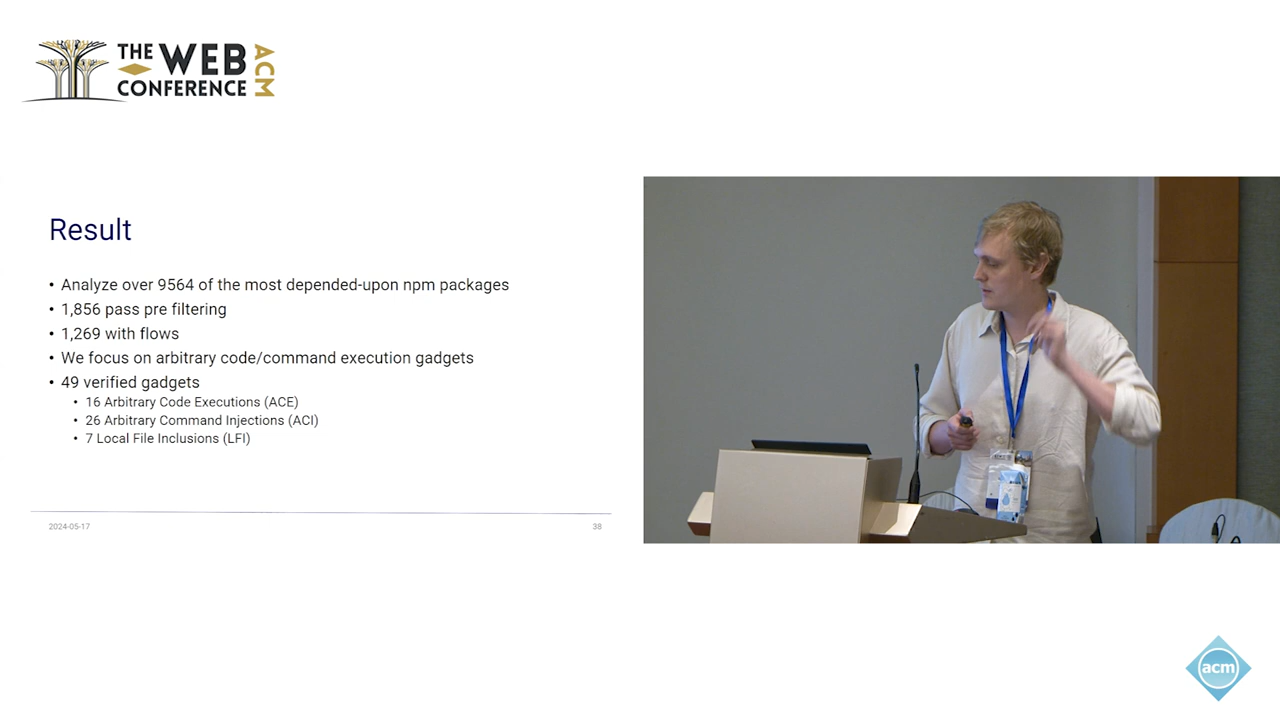 THE WEB
CONFERENCE
ACM
Result
• Analyze over 9564 of the most depended-upon npm packages
• 1,856 pass pre filtering
• 1,269 with flows
• We focus on arbitrary code/command execution gadgets
• 49 verified gadgets
• 16 Arbitrary Code Executions (ACE)
• 26 Arbitrary Command Injections (ACI)
• 7 Local File Inclusions (LFI)
2024-05-17
38
acm